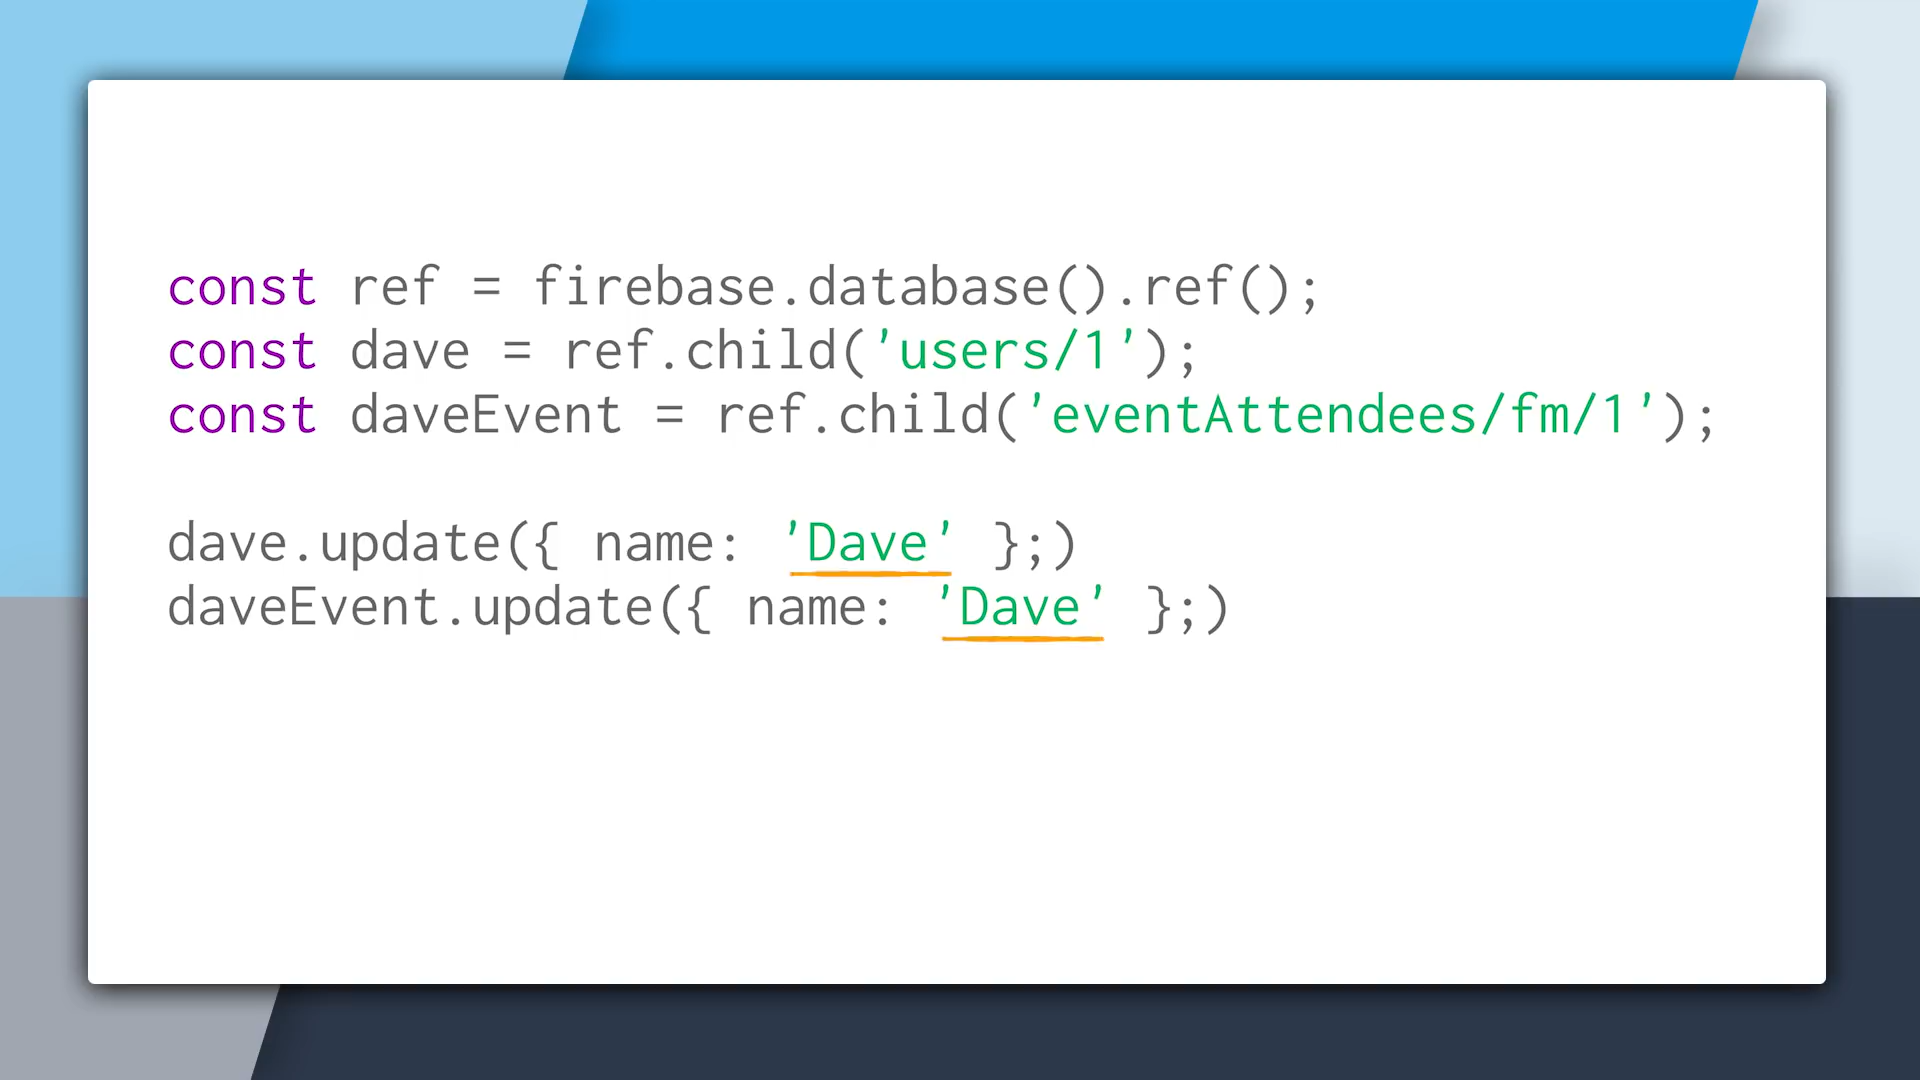 const ref = firebase.database().ref();
const dave = ref.child('users/1');
const daveEvent = ref.child('eventAttendees/fm/1');
dave.update({ name: 'Dave' };)
daveEvent.update({ name: 'Dave' };)